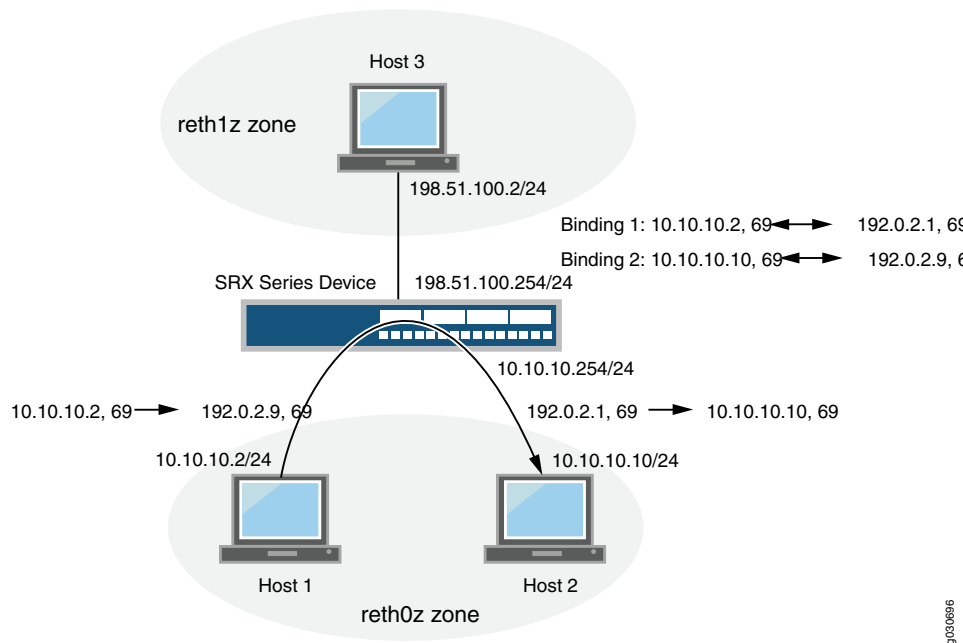 Host 3
reth1z zone
198.51.100.2/24
Binding 1: 10.10.10.2, 69 192.0.2.1, 69
Binding 2: 10.10.10.10, 69 192.0.2.9, 6
SRX Series Device 198.51.100.254/24
10.10.10.254/24
10.10.10.2, 69 192.0.2.9, 69 192.0.2.1, 69 10.10.10.10, 69
10.10.10.2/24 10.10.10.10/24
Host 1 Host 2
reth0z zone
g030696